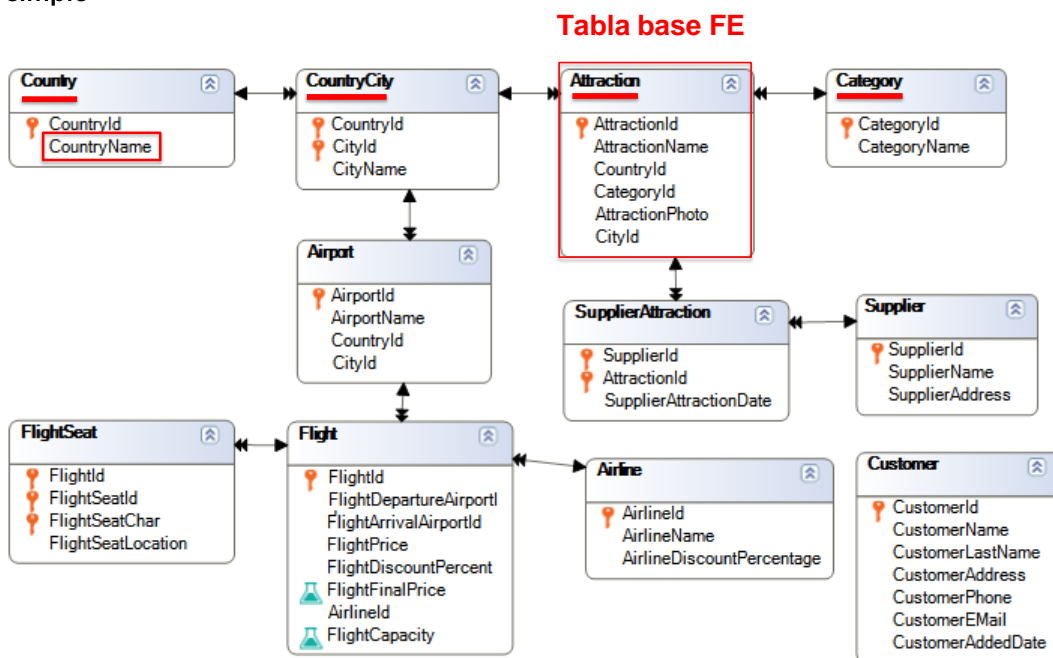 simple
Tabla base FE
Country
CountryId
CountryName
CountryCity
CountryId
CityId
CityName
Attraction
AttractionId
AttractionName
CountryId
CategoryId
AttractionPhoto
CityId
Category
CategoryId
CategoryName
Airport
AirportId
AirportName
CountryId
CityId
SupplierAttraction
SupplierId
AttractionId
SupplierAttractionDate
Supplier
SupplierId
SupplierName
SupplierAddress
FlightSeat
FlightId
FlightSeatId
FlightSeatChar
FlightSeatLocation
Flight
FlightId
FlightDepartureAirportI
FlightArrivalAirportId
FlightPrice
FlightDiscountPercent
FlightFinalPrice
AirlineId
FlightCapacity
Airline
AirlineId
AirlineName
AirlineDiscountPercentage
Customer
CustomerId
CustomerName
CustomerLastName
CustomerAddress
CustomerPhone
CustomerEMail
CustomerAddedDate